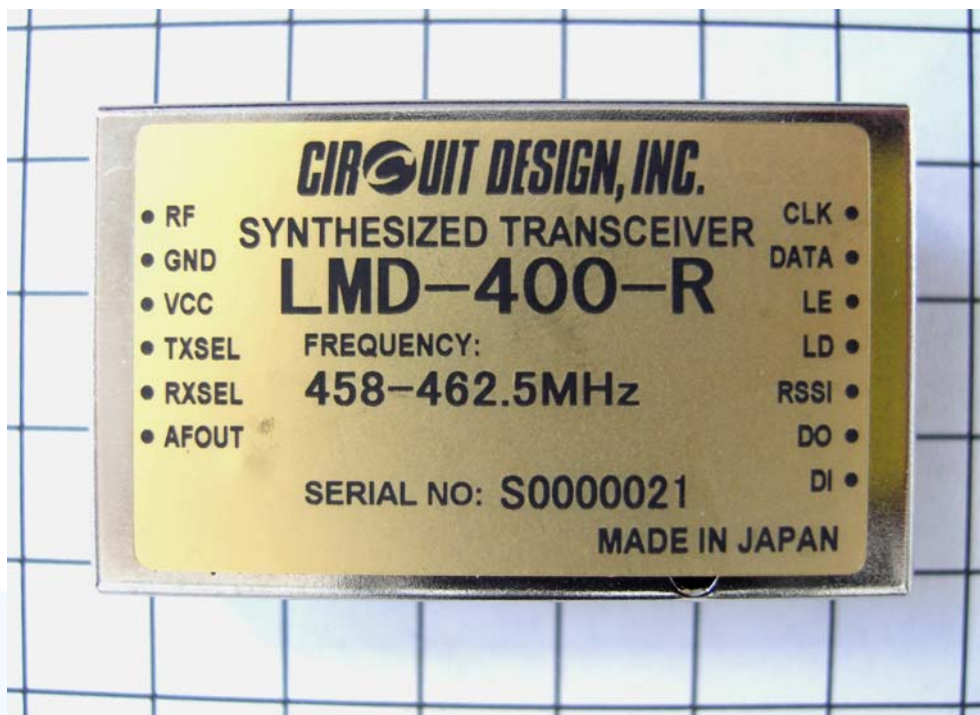 CIRCUIT DESIGN, INC.
SYNTHESIZED TRANSCEIVER
LMD-400-R
FREQUENCY:
458-462.5MHz
SERIAL NO: S0000021
MADE IN JAPAN
• RF
• GND
• VCC
• TXSEL
• RXSEL
• AFOUT
CLK •
DATA •
LE •
LD •
RSSI •
DO •
DI •